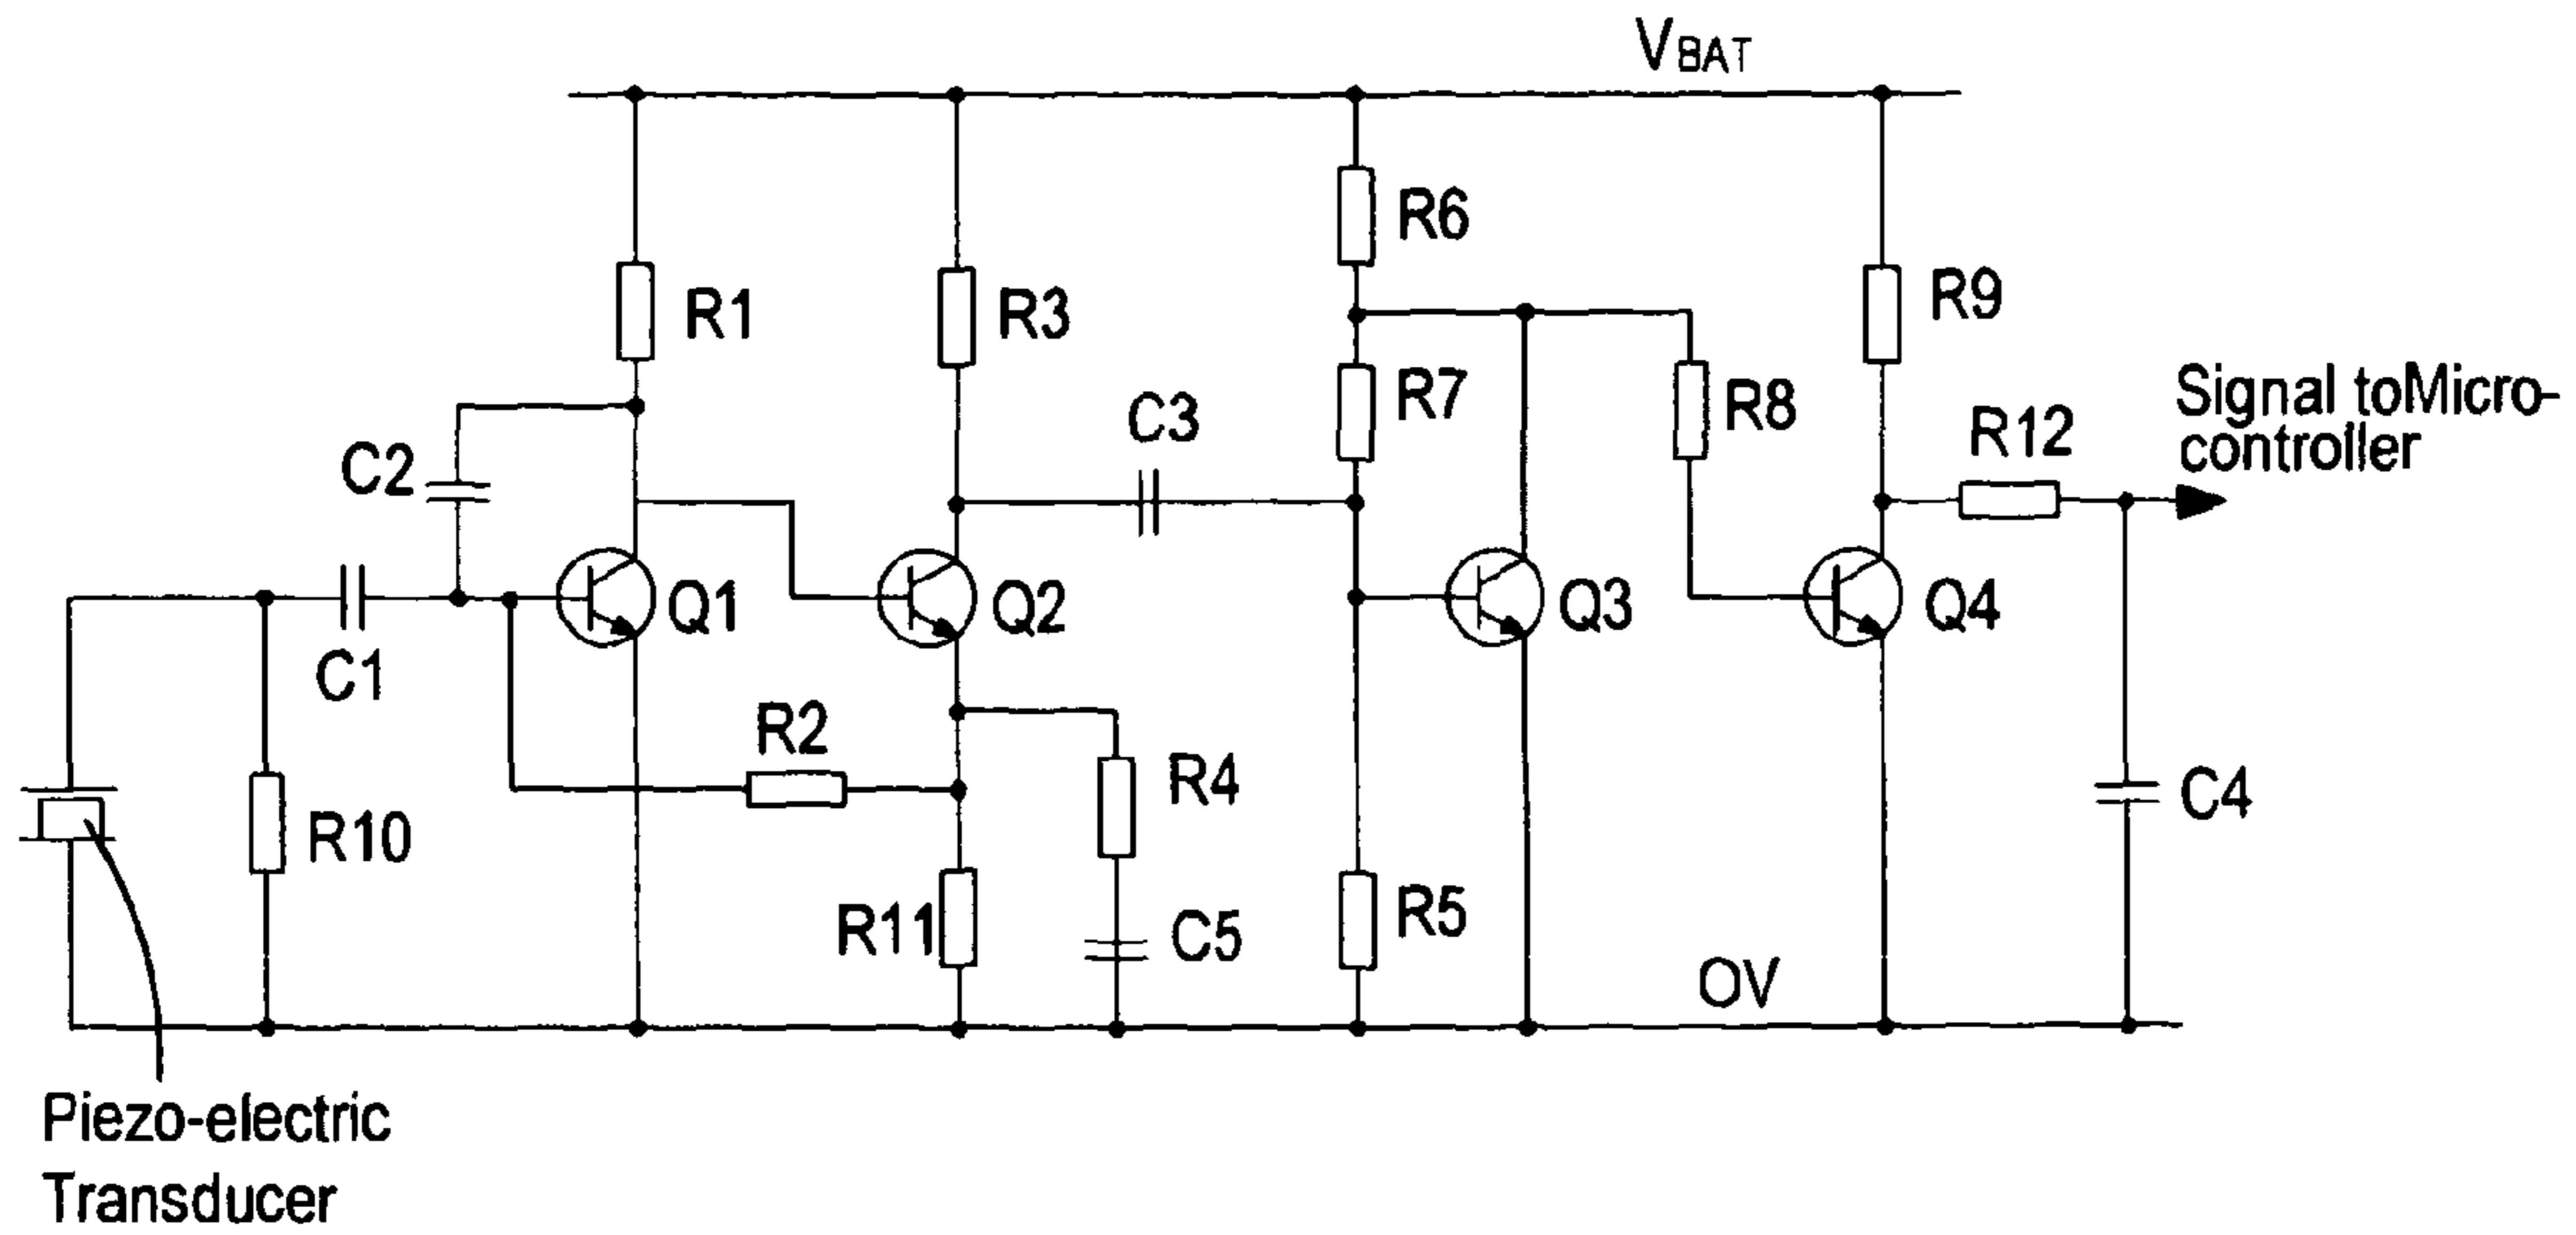 VBAT
R6
R1
R3
R9
R7
R8
C3
R12
Signal toMicro-
controller
C2
Q1
Q2
Q3
Q4
C1
R2
R4
R10
C4
R11
C5
R5
OV
Piezo-electric
Transducer